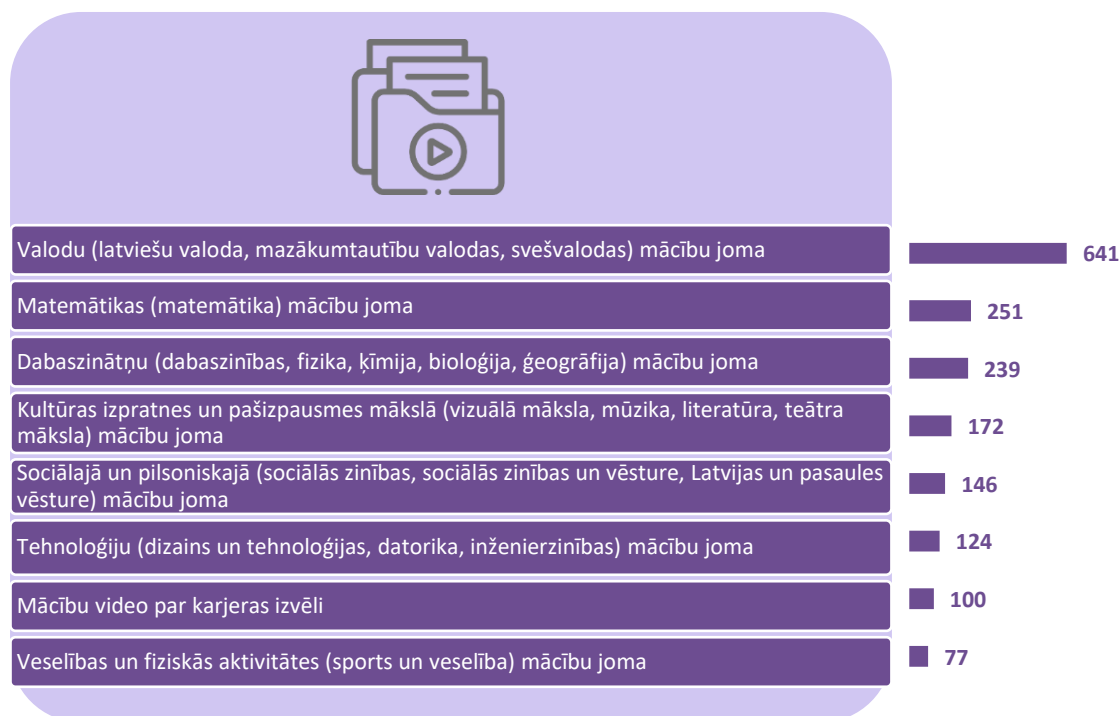 Valodu (latviešu valoda, mazākumtautību valodas, svešvalodas) mācību joma
641
Matemātikas (matemātika) mācību joma
251
Dabaszinātņu (dabaszinības, fizika, ķīmija, bioloģija, ģeogrāfija) mācību joma
239
Kultūras izpratnes un pašizpausmes mākslā (vizuālā māksla, mūzika, literatūra, teātra
māksla) mācību joma
172
Sociālajā un pilsoniskajā (sociālās zinības, sociālās zinības un vēsture, Latvijas un pasaules
vēsture) mācību joma
146
Tehnoloģiju (dizains un tehnoloģijas, datorika, inženierzinības) mācību joma
124
Mācību video par karjeras izvēli
100
Veselības un fiziskās aktivitātes (sports un veselība) mācību joma
77